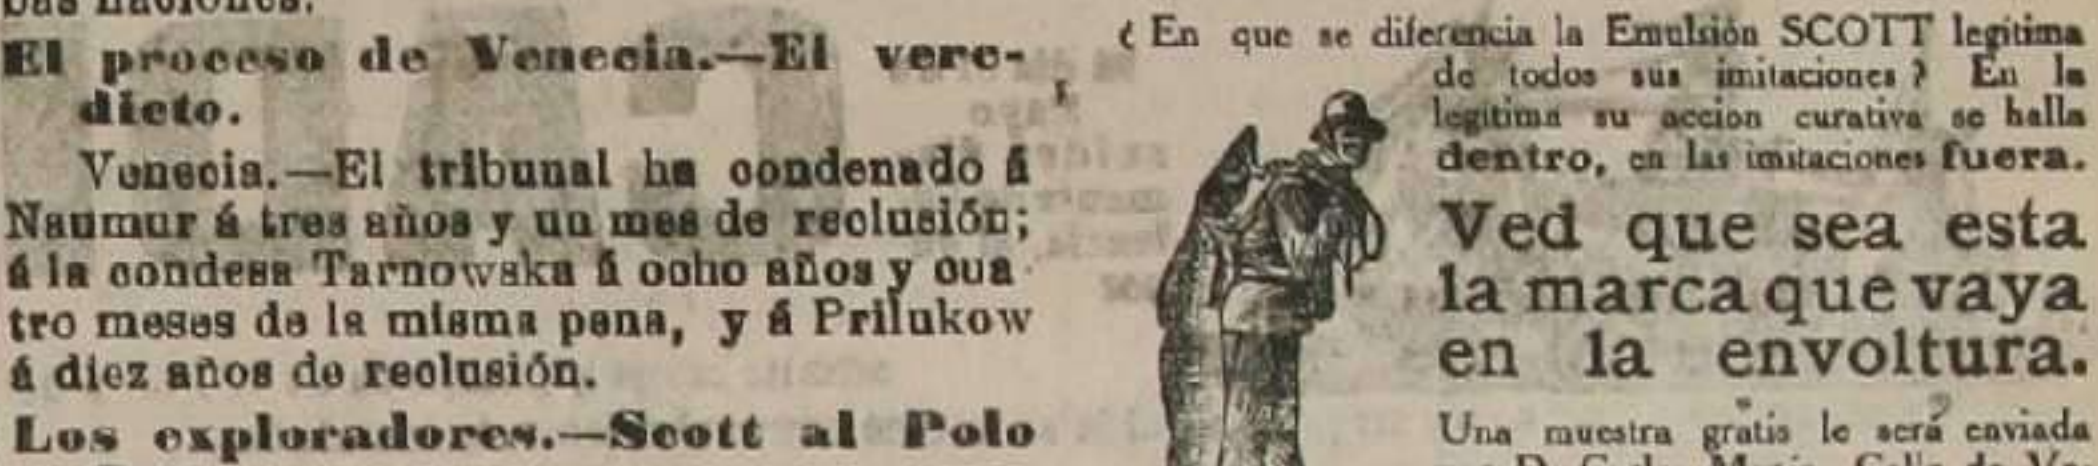 El proceso de Venecia.—El vere-
dicto.
Venecia.—El tribunal ha condenado á
Naumur á tres años y un mes de reclusión;
á la condesa Tarnowska á ocho años y cua
tro meses de la misma pena, y á Prilukow
á diez años de reclusión.
Los exploradores.—Scott al Polo
¿En que se diferencia la Emulsión SCOTT legítima
de todos sus imitaciones? En la
legítima su acción curativa se halla
dentro, en las imitaciones fuera.
Ved que sea esta
la marca que vaya
en la envoltura.
Una muestra gratis le será enviada